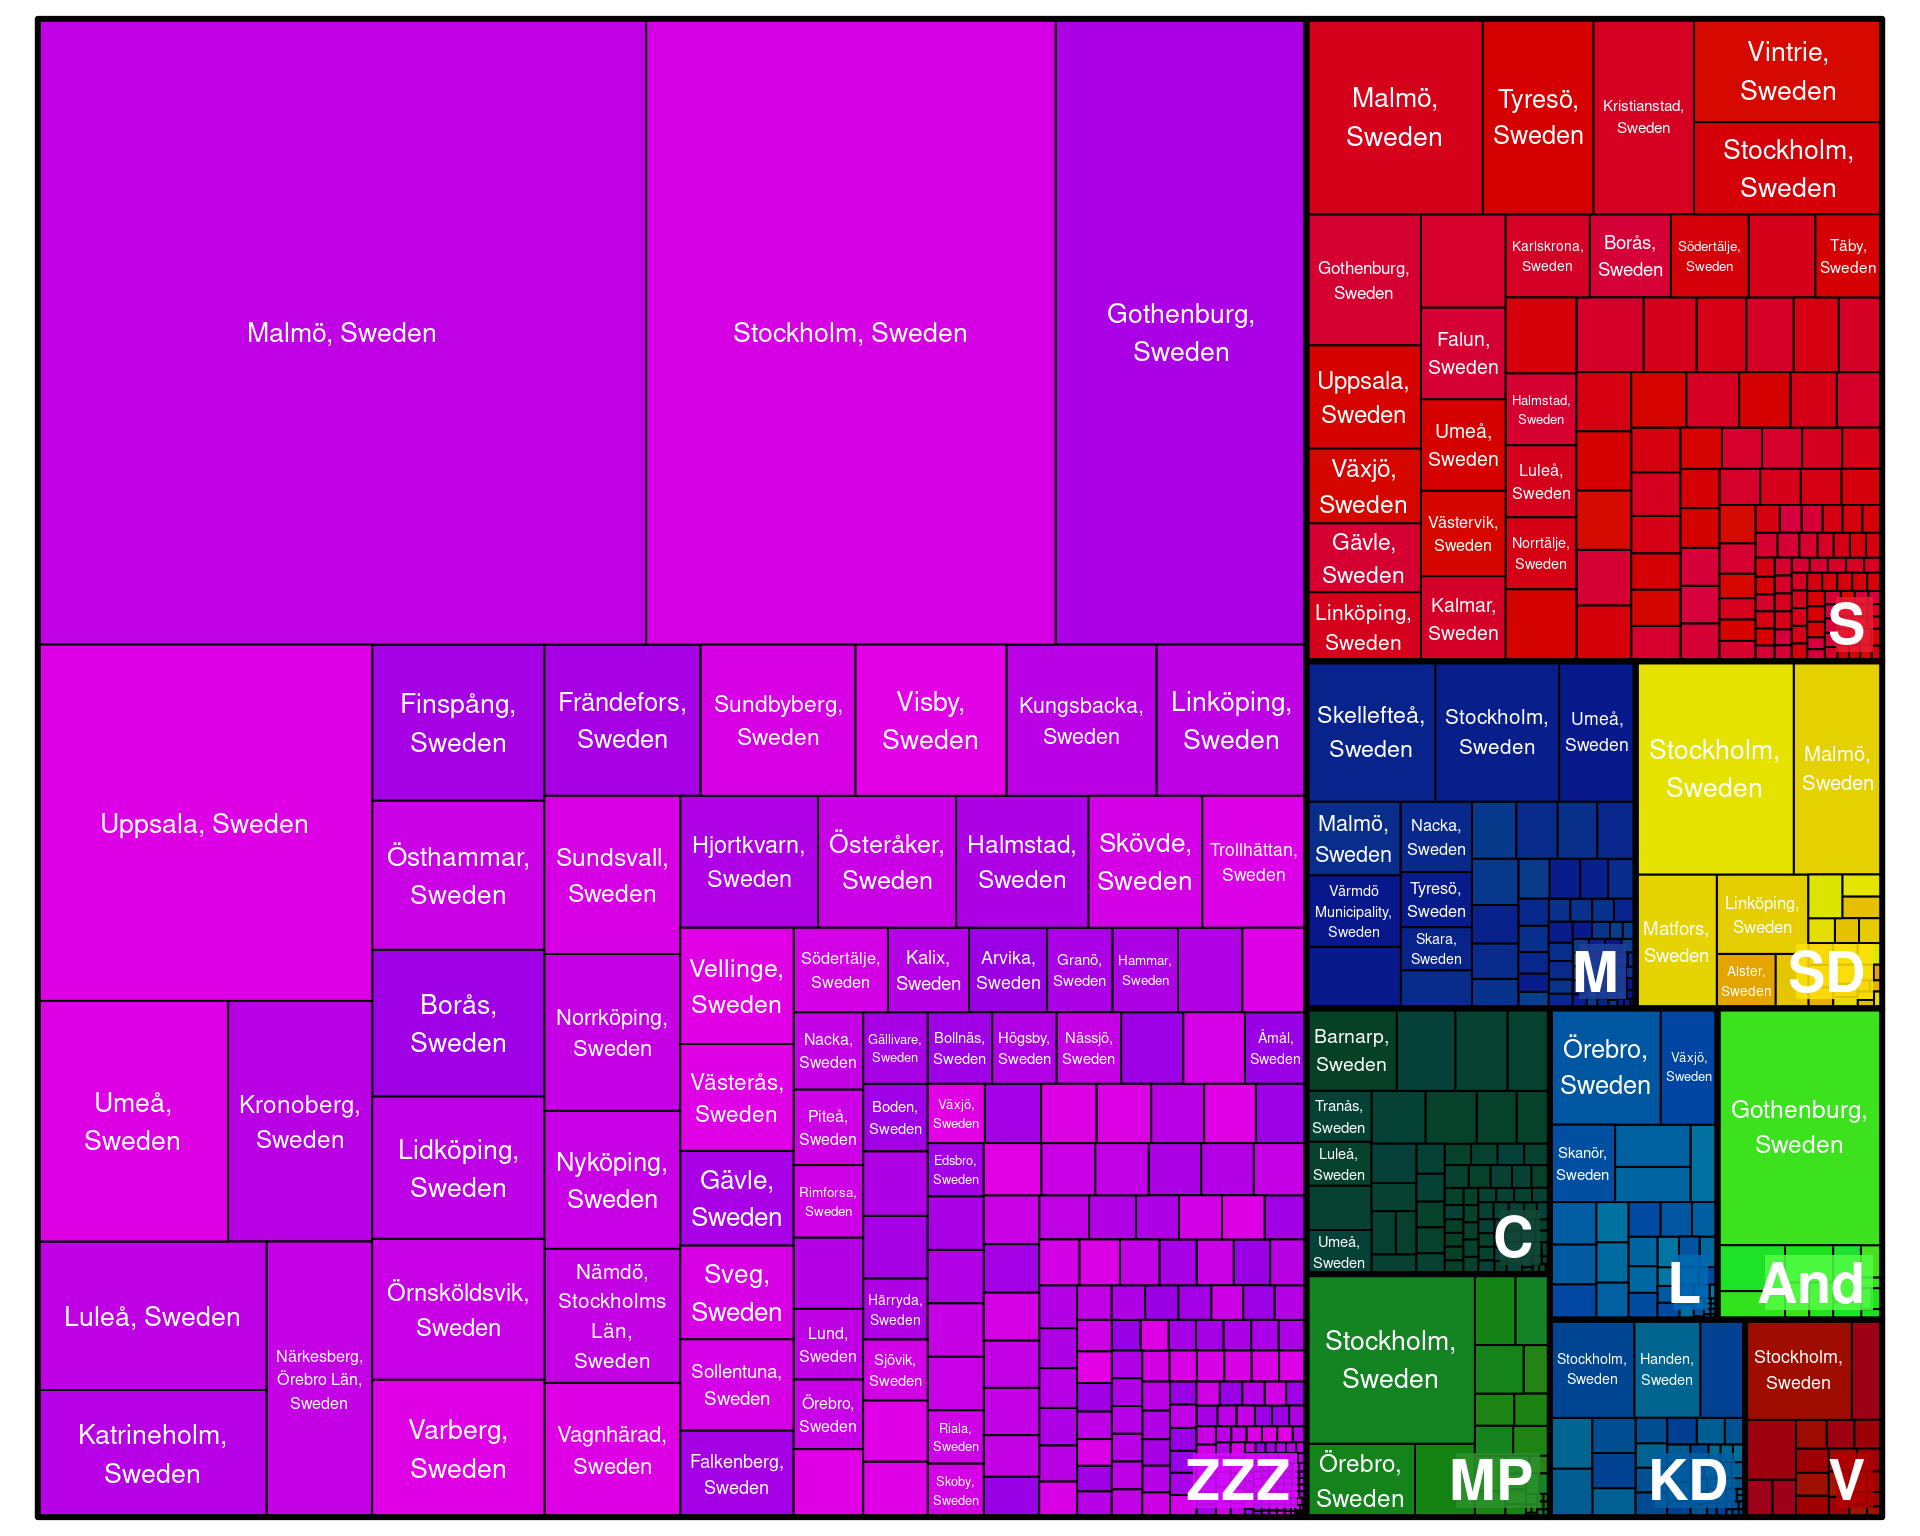 Malmö, Sweden
Stockholm, Sweden
Gothenburg,
Sweden
Uppsala, Sweden
Umeå,
Sweden
Kronoberg,
Sweden
Luleå, Sweden
Katrineholm,
Sweden
Närkesberg,
Örebro Län,
Sweden
Finspång,
Sweden
Östhammar,
Sweden
Borås,
Sweden
Lidköping,
Sweden
Örnsköldsvik,
Sweden
Varberg,
Sweden
Frändefors,
Sweden
Sundbyberg,
Sweden
Visby,
Sweden
Kungsbacka,
Sweden
Linköping,
Sweden
Sundsvall,
Sweden
Norrköping,
Sweden
Nyköping,
Sweden
Nämdö,
Stockholms
Län,
Sweden
Vagnhärad,
Sweden
Hjortkvarn,
Sweden
Österåker,
Sweden
Halmstad,
Sweden
Skövde,
Sweden
Trollhättan,
Sweden
Vellinge,
Sweden
Västerås,
Sweden
Gävle,
Sweden
Sveg,
Sweden
Sollentuna,
Sweden
Falkenberg,
Sweden
Södertälje,
Sweden
Kalix,
Sweden
Arvika,
Sweden
Granö,
Sweden
Hammar,
Sweden
Nacka,
Sweden
Piteå,
Sweden
Rimforsa,
Sweden
Lund,
Sweden
Örebro,
Sweden
Gällivare,
Sweden
Bollnäs,
Sweden
Högsby,
Sweden
Nässjö,
Sweden
Åmål,
Sweden
Boden,
Sweden
Härryda,
Sweden
Sjövik,
Sweden
Växjö,
Sweden
Edsbro,
Sweden
Riala,
Sweden
Skoby,
Sweden
ZZZ
Malmö,
Sweden
Tyresö,
Sweden
Kristianstad,
Sweden
Vintrie,
Sweden
Stockholm,
Sweden
Gothenburg,
Sweden
Uppsala,
Sweden
Växjö,
Sweden
Gävle,
Sweden
Linköping,
Sweden
Falun,
Sweden
Umeå,
Sweden
Västervik,
Sweden
Kalmar,
Sweden
Karlskrona,
Sweden
Borås,
Sweden
Södertälje,
Sweden
Täby,
Sweden
Halmstad,
Sweden
Luleå,
Sweden
Norrtälje,
Sweden
S
Skellefteå,
Sweden
Stockholm,
Sweden
Umeå,
Sweden
Malmö,
Sweden
Värmdö
Municipality,
Sweden
Nacka,
Sweden
Tyresö,
Sweden
Skara,
Sweden
M
Stockholm,
Sweden
Malmö,
Sweden
Matfors,
Sweden
Linköping,
Sweden
Alster,
Sweden
SD
Barnarp,
Sweden
Tranås,
Sweden
Luleå,
Sweden
Umeå,
Sweden
C
Örebro,
Sweden
Växjö,
Sweden
Skanör,
Sweden
L
Gothenburg,
Sweden
And
Stockholm,
Sweden
Örebro,
Sweden
MP
Stockholm,
Sweden
Handen,
Sweden
KD
Stockholm,
Sweden
V